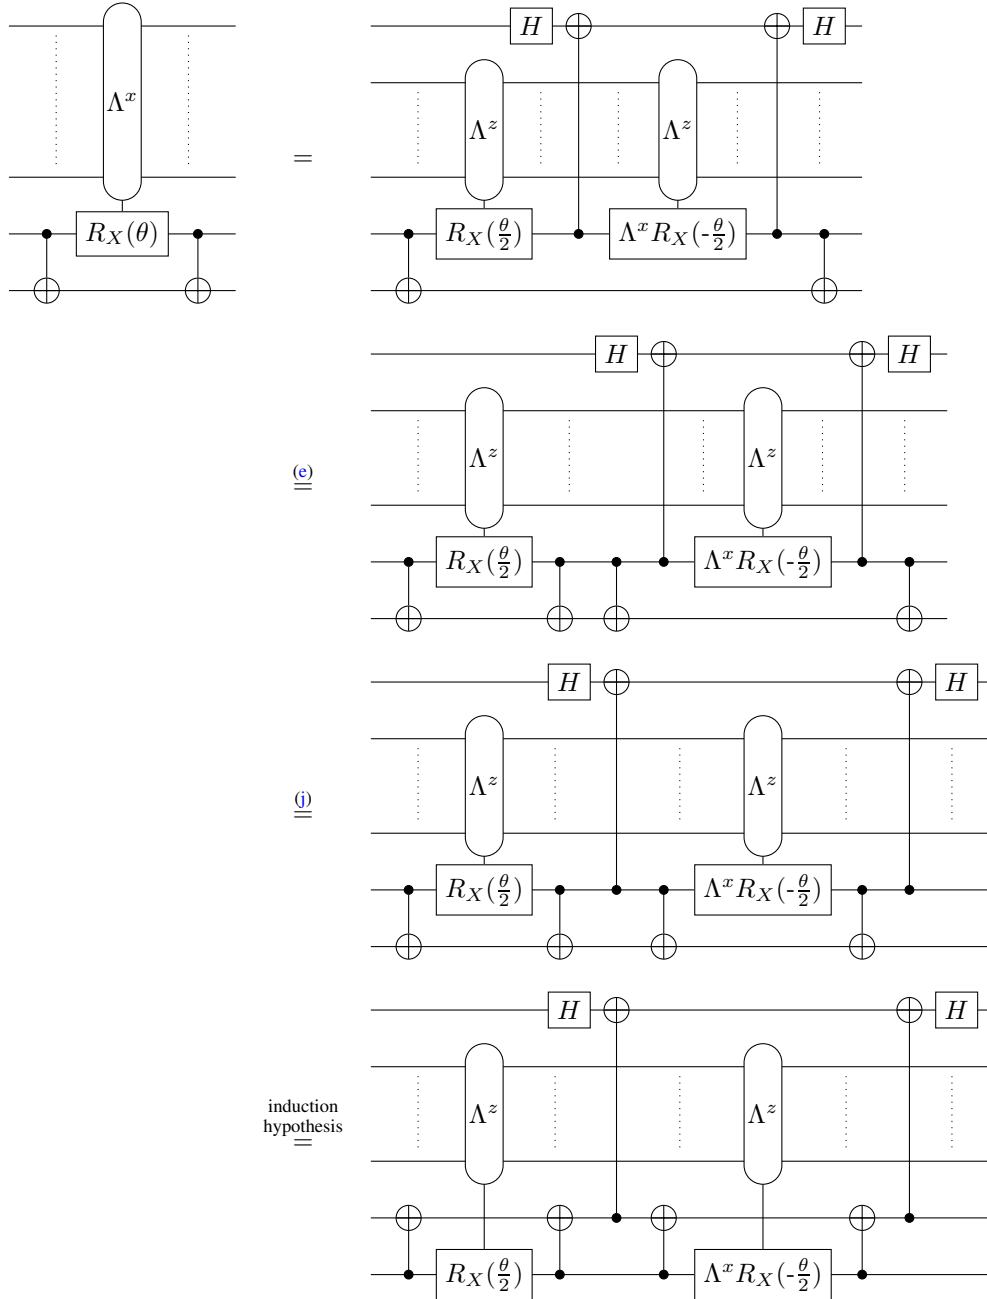 Λ^x
R_X(θ)
=
H H
Λ^z Λ^z
R_X(θ/2) Λ^x R_X(-θ/2)
(e)
=
H H
Λ^z Λ^z
R_X(θ/2) Λ^x R_X(-θ/2)
(j)
=
H H
Λ^z Λ^z
R_X(θ/2) Λ^x R_X(-θ/2)
induction
hypothesis
=
H H
Λ^z Λ^z
R_X(θ/2) Λ^x R_X(-θ/2)